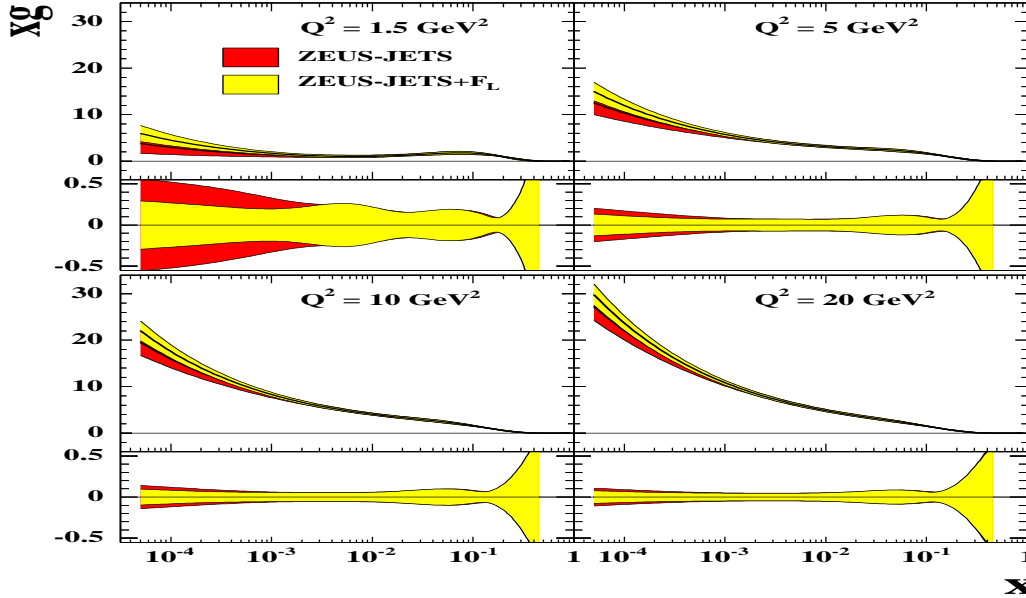 xg
Q² = 1.5 GeV² Q² = 5 GeV²
ZEUS-JETS
ZEUS-JETS+F_L
30
20
10
0
0.5
0
-0.5
Q² = 10 GeV² Q² = 20 GeV²
30
20
10
0
0.5
0
-0.5
10⁻⁴ 10⁻³ 10⁻² 10⁻¹ 1 10⁻⁴ 10⁻³ 10⁻² 10⁻¹ 1
x